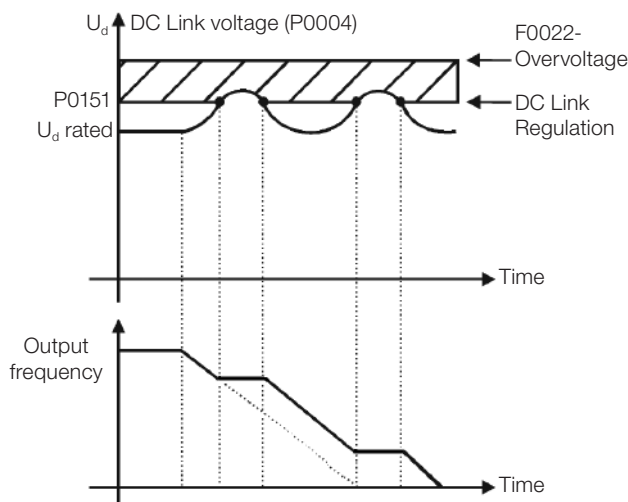 Ud DC Link voltage (P0004)
F0022-
Overvoltage
P0151
DC Link
Regulation
Ud rated
Time
Output
frequency
Time